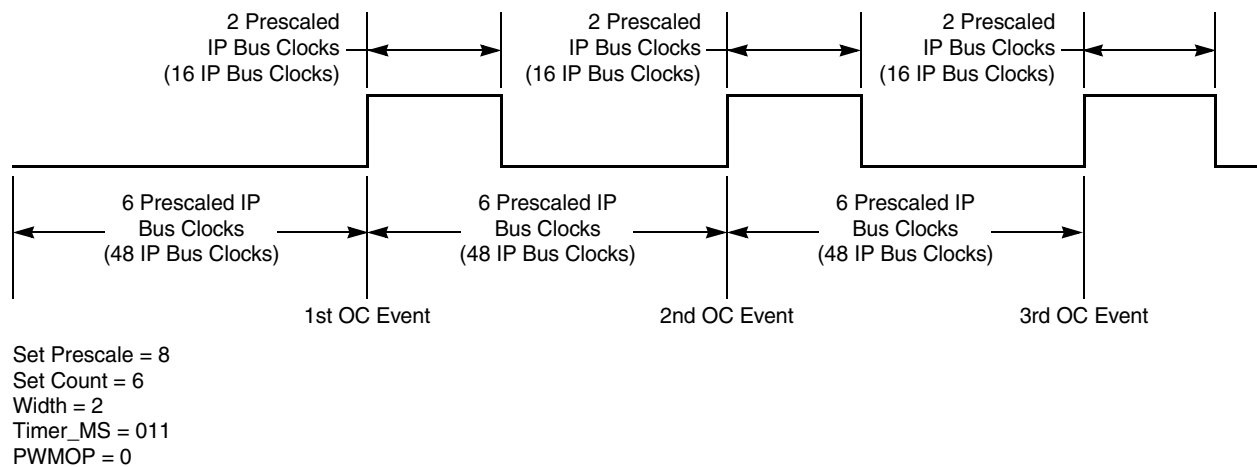 2 Prescaled
IP Bus Clocks
(16 IP Bus Clocks)
2 Prescaled
IP Bus Clocks
(16 IP Bus Clocks)
2 Prescaled
IP Bus Clocks
(16 IP Bus Clocks)
6 Prescaled IP
Bus Clocks
(48 IP Bus Clocks)
6 Prescaled IP
Bus Clocks
(48 IP Bus Clocks)
6 Prescaled IP
Bus Clocks
(48 IP Bus Clocks)
1st OC Event
2nd OC Event
3rd OC Event
Set Prescale = 8
Set Count = 6
Width = 2
Timer_MS = 011
PWMOP = 0